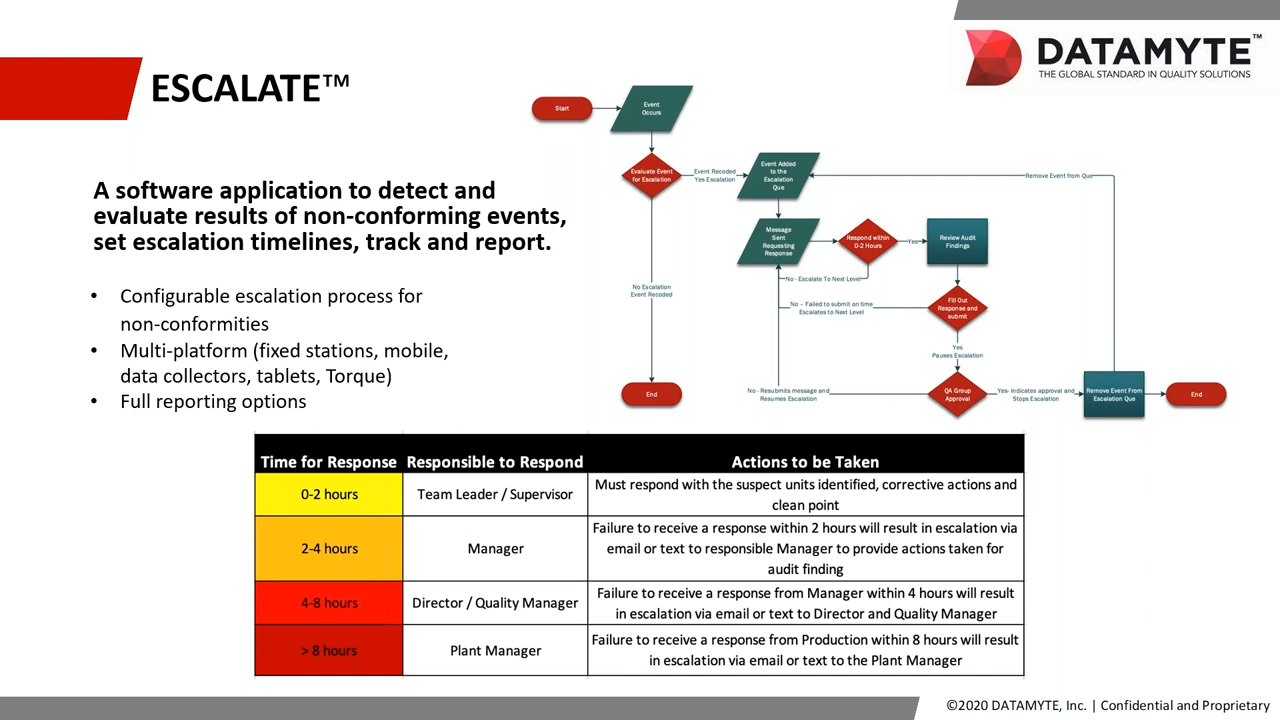 DATAMYTE™
THE GLOBAL STANDARD IN QUALITY SOLUTIONS
ESCALATE™
A software application to detect and
evaluate results of non-conforming events,
set escalation timelines, track and report.
• Configurable escalation process for
non-conformities
• Multi-platform (fixed stations, mobile,
data collectors, tablets, Torque)
• Full reporting options
Start
Event
Occurs
Evaluate Event
for Escalation
Event Recoded
Yes Escalation
Event Added
to the
Escalation
Que
Remove Event from Que
Message
Sent
Requesting
Response
Respond within
0-2 Hours
Yes
Review Audit
Findings
No - Escalate To Next Level
No Escalation
Event Recoded
No – Failed to submit on time
Escalates to Next Level
Fill Out
Response and
submit
Yes
Pauses Escalation
End
No - Resubmits message and
Resumes Escalation
QA Group
Approval
Yes- Indicates approval and
Stops Escalation
Remove Event From
Escalation Que
End
Time for Response Responsible to Respond Actions to be Taken
0-2 hours
Team Leader / Supervisor
Must respond with the suspect units identified, corrective actions and
clean point
2-4 hours
Manager
Failure to receive a response within 2 hours will result in escalation via
email or text to responsible Manager to provide actions taken for
audit finding
4-8 hours
Director / Quality Manager
Failure to receive a response from Manager within 4 hours will result
in escalation via email or text to Director and Quality Manager
> 8 hours
Plant Manager
Failure to receive a response from Production within 8 hours will result
in escalation via email or text to the Plant Manager
©2020 DATAMYTE, Inc. | Confidential and Proprietary